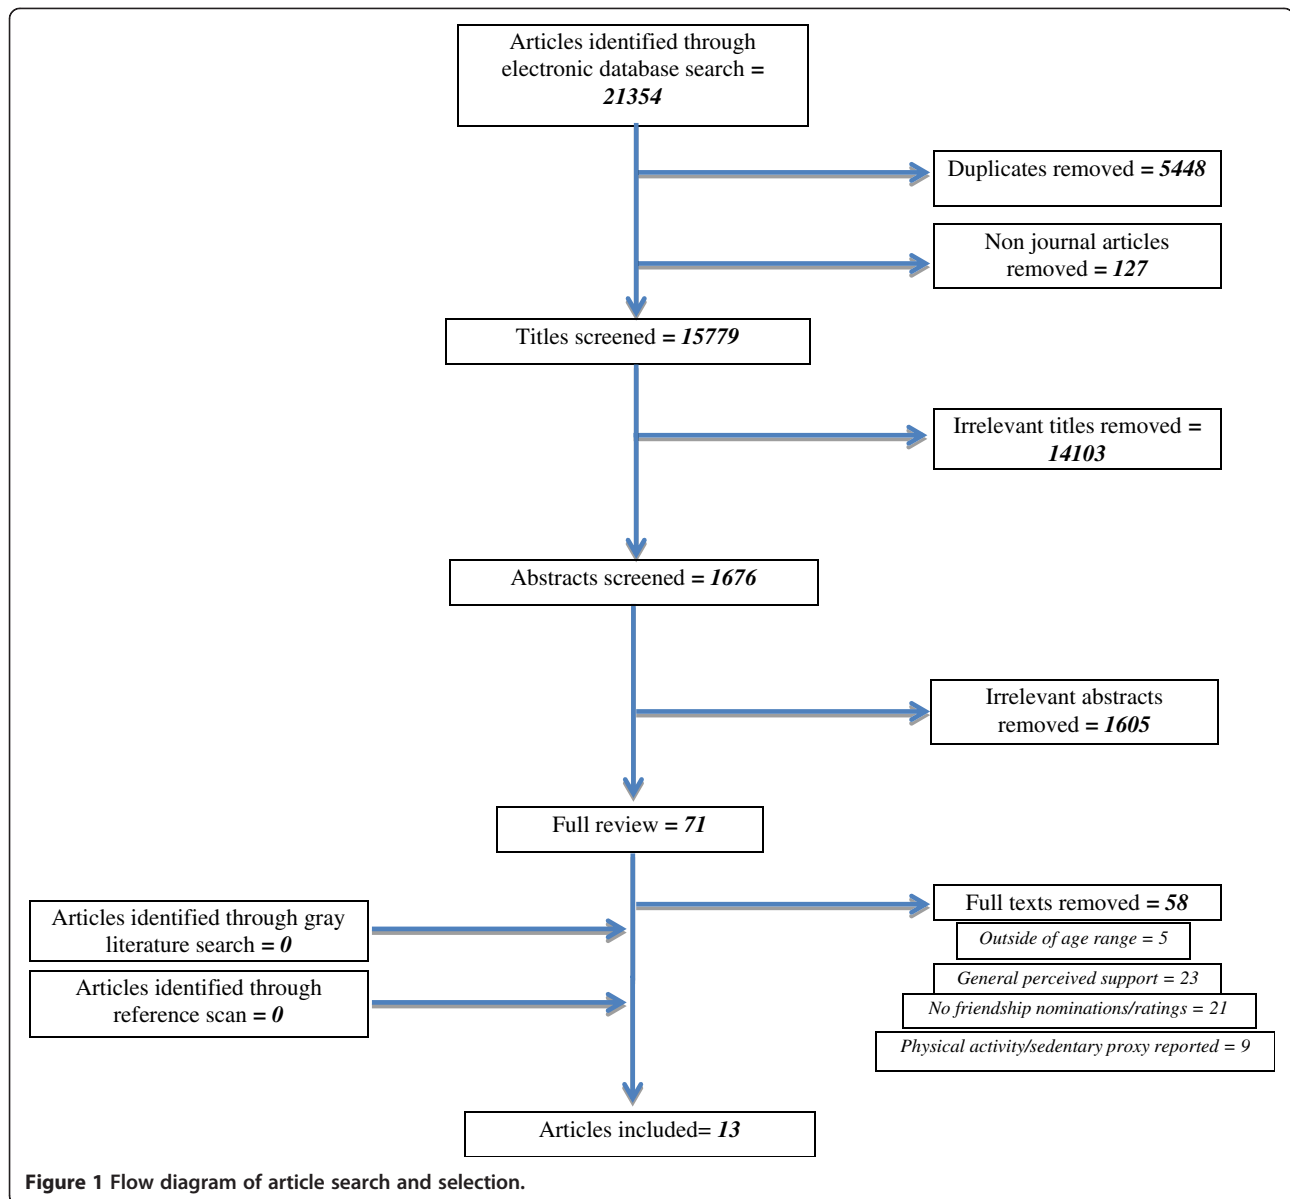 Articles identified through
electronic database search =
21354
Duplicates removed = 5448
Non journal articles
removed = 127
Titles screened = 15779
Irrelevant titles removed =
14103
Abstracts screened = 1676
Irrelevant abstracts
removed = 1605
Full review = 71
Articles identified through gray
literature search = 0
Articles identified through
reference scan = 0
Full texts removed = 58
Outside of age range = 5
General perceived support = 23
No friendship nominations/ratings = 21
Physical activity/sedentary proxy reported = 9
Articles included= 13
Figure 1 Flow diagram of article search and selection.